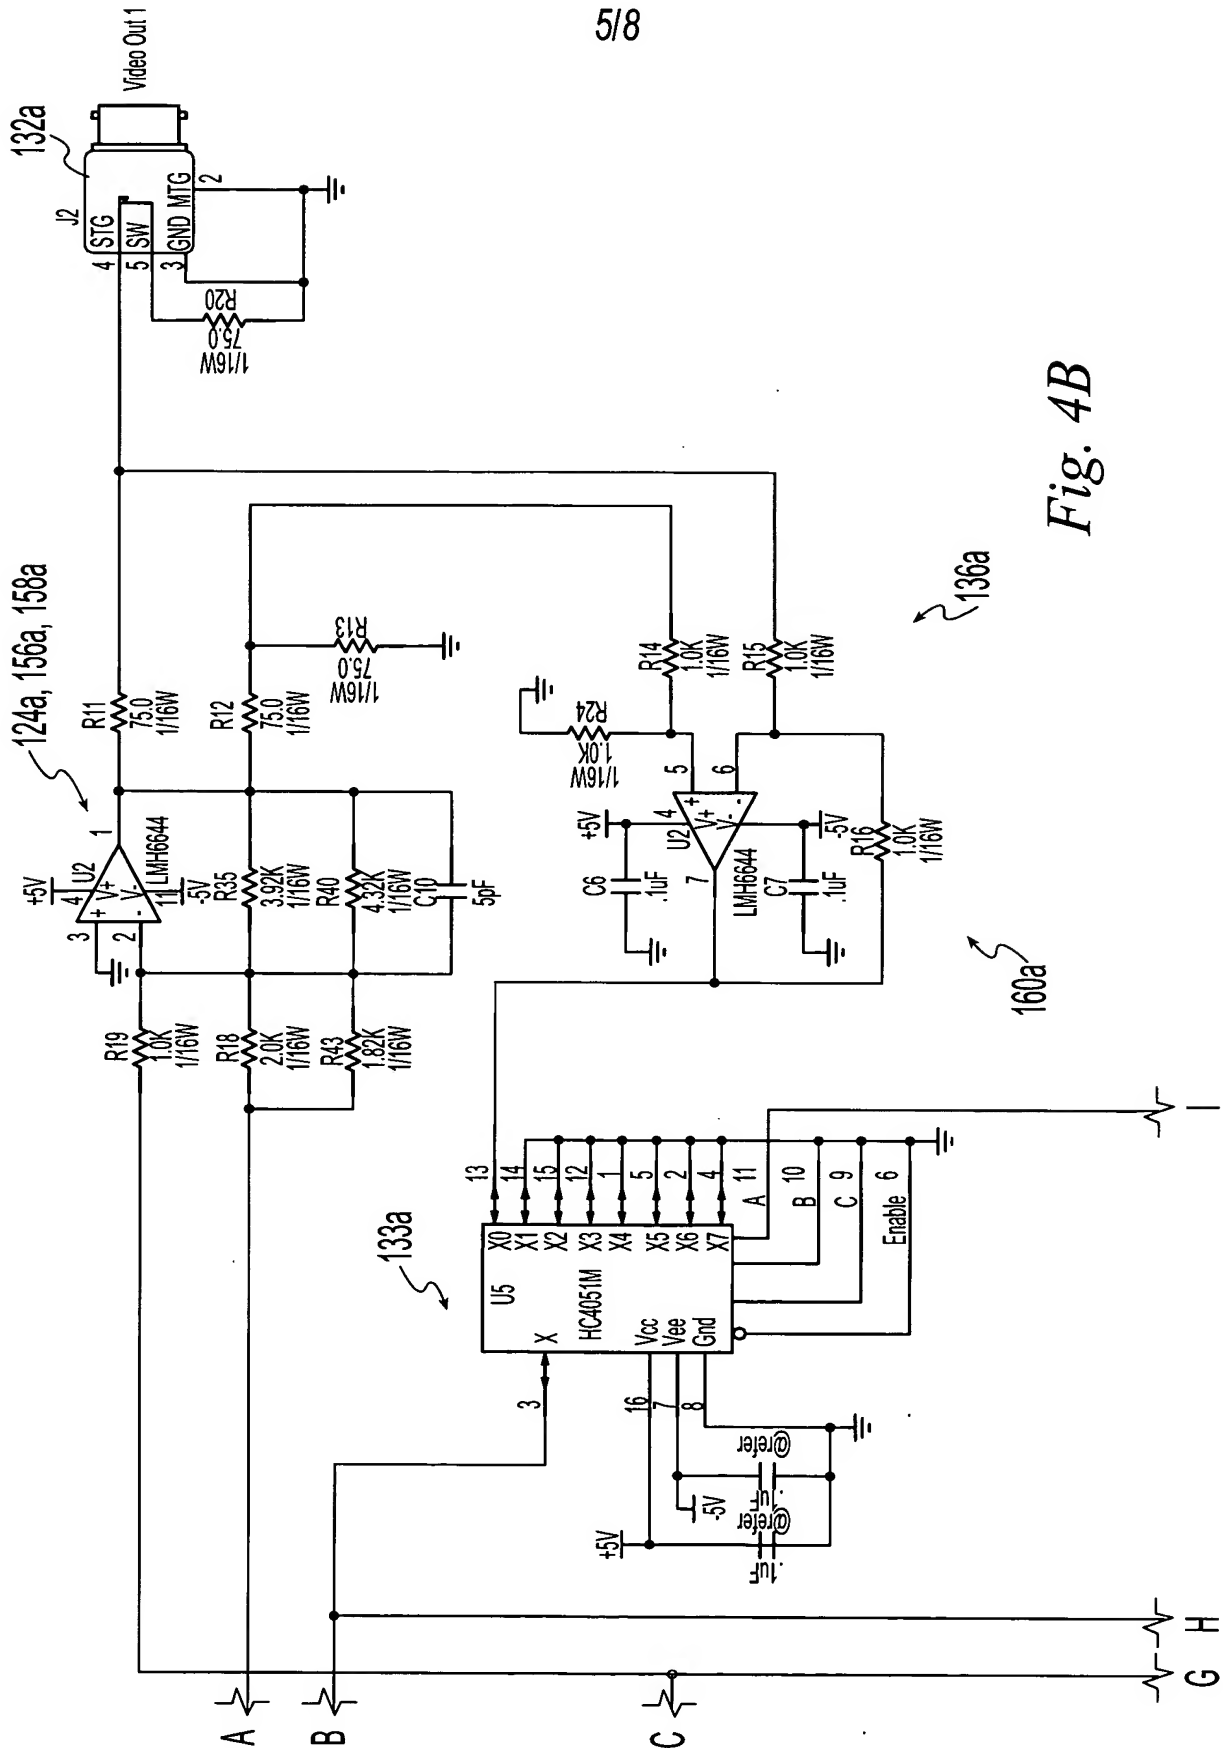 5/8
Video Out 1
132a
J2
STG
SW
GND MTG
4
5
3
2
R20
75.0
1/16W
124a, 156a, 158a
+5V
4
3
2
1
U2
V+
V-
+
-
11
LMH6644
-5V
R11
75.0
1/16W
R12
75.0
1/16W
R13
75.0
1/16W
R35
3.92K
1/16W
R40
4.32K
1/16W
C10
5pF
R19
1.0K
1/16W
R18
2.0K
1/16W
R43
1.82K
1/16W
R14
1.0K
1/16W
R15
1.0K
1/16W
R24
1.0K
1/16W
136a
+5V
C6
.1uF
4
5
6
7
U2
V+
V-
+
-
LMH6644
C7
.1uF
-5V
R16
1.0K
1/16W
160a
133a
U5
HC4051M
X
X0
X1
X2
X3
X4
X5
X6
X7
13
14
15
12
1
5
2
4
11
A
10
B
9
C
6
Enable
3
Vcc
Vee
Gnd
16
7
8
+5V
-5V
.1uF
@refer
.1uF
@refer
A
B
C
G
H
I
Fig. 4B